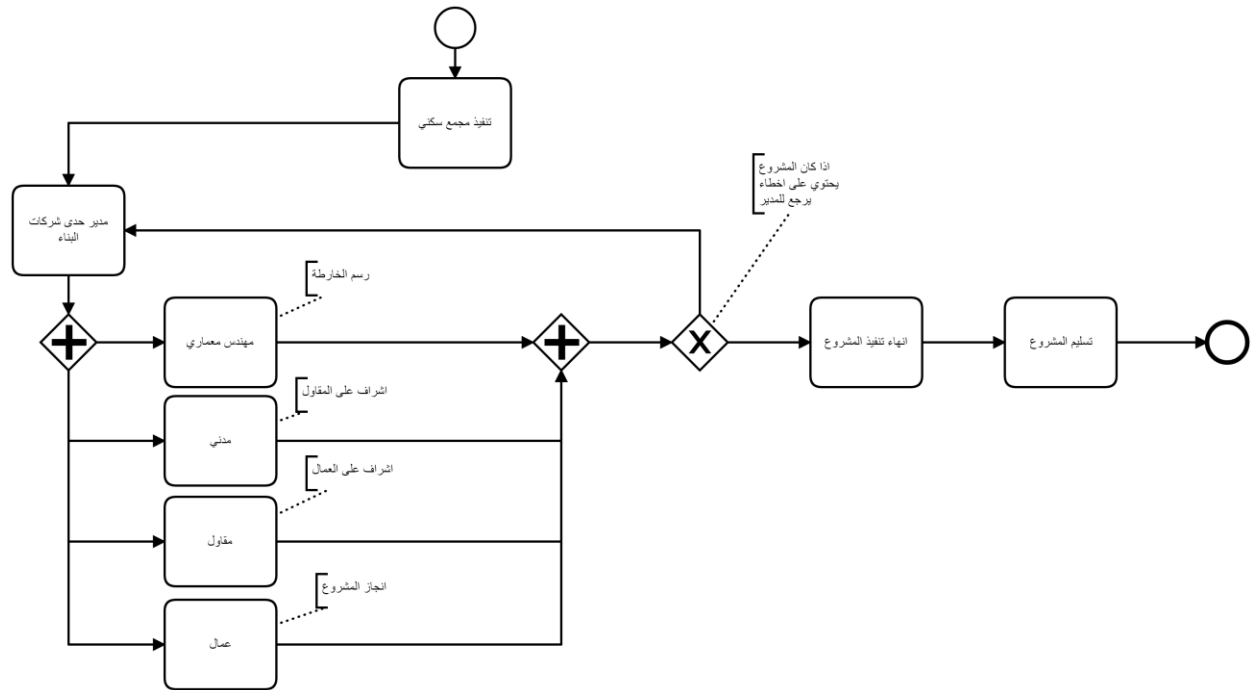 تنفيذ مجمع سكني
اذا كان المشروع
يحتوي على اخطاء
يرجع للمدير
مدير حدى شركات
البناء
رسم الخارطة
مهندس معماري
انهاء تنفيذ المشروع
تسليم المشروع
اشراف على المقاول
مدني
اشراف على العمال
مقاول
انجاز المشروع
عمال